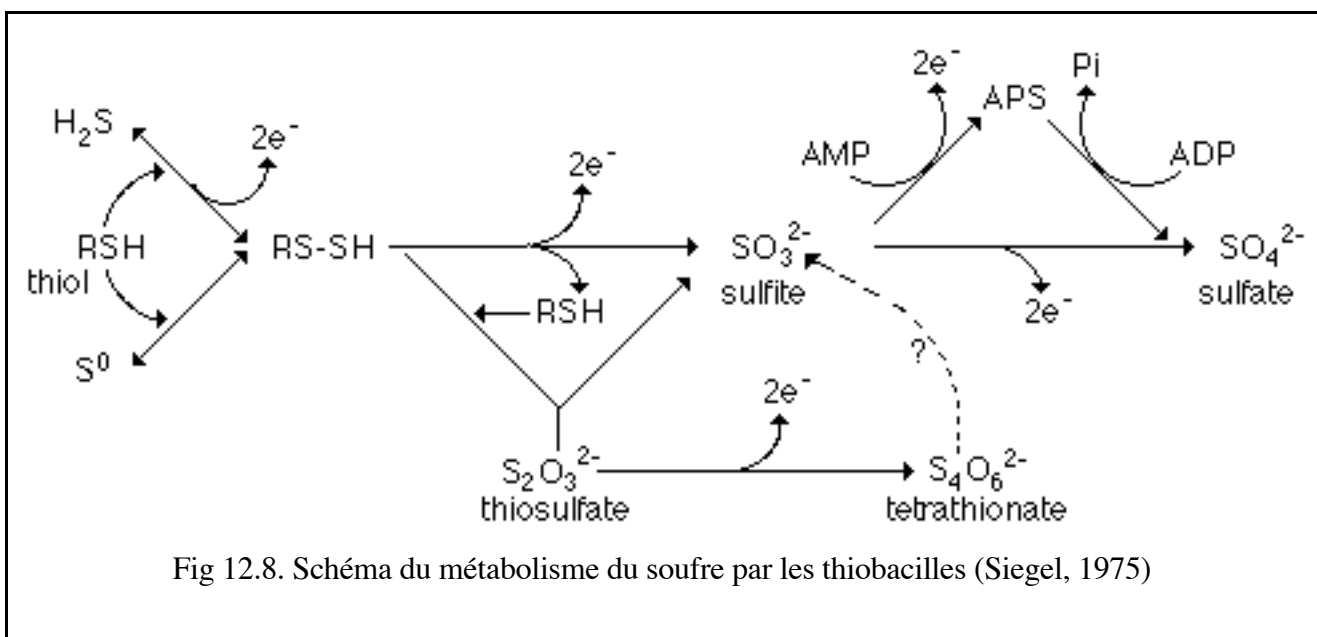 2e⁻ Pi
H₂S 2e⁻ APS
2e⁻ AMP ADP
RSH RS-SH SO₃²⁻ SO₄²⁻
thiol sulfite sulfate
RSH 2e⁻
S⁰ ?
2e⁻
S₂O₃²⁻ S₄O₆²⁻
thiosulfate tetrathionate
Fig 12.8. Schéma du métabolisme du soufre par les thiobacilles (Siegel, 1975)